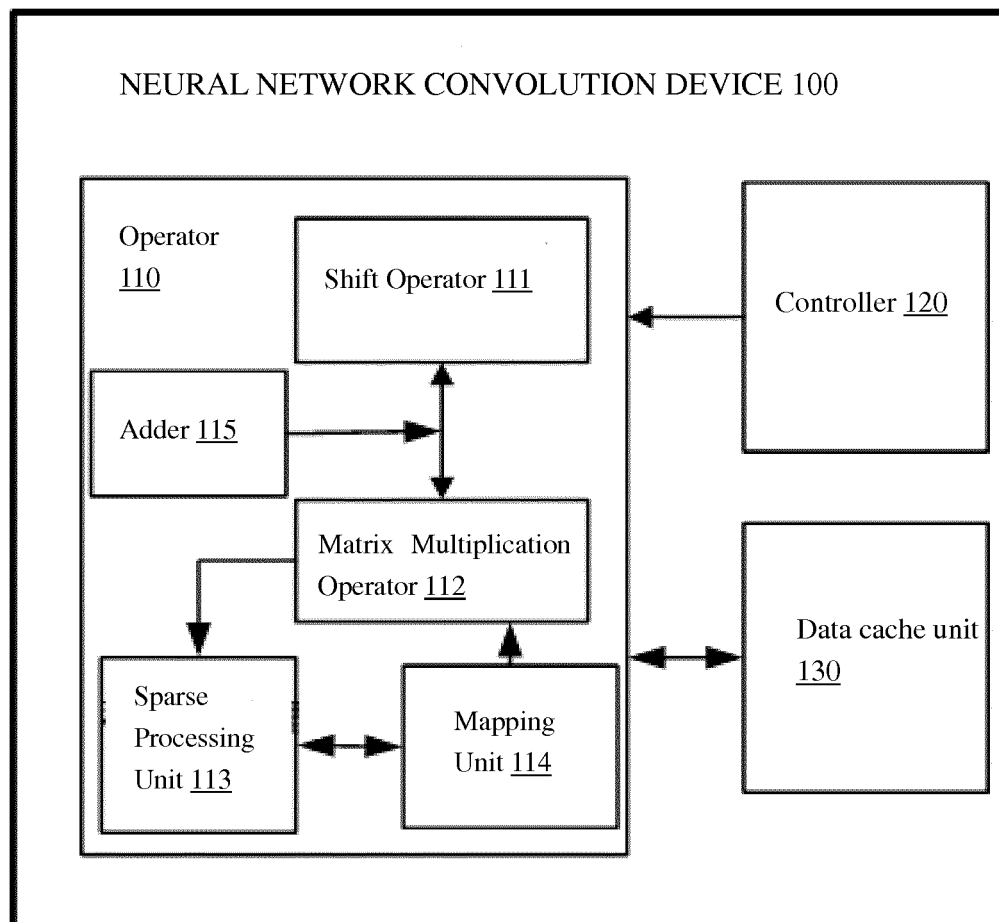 NEURAL NETWORK CONVOLUTION DEVICE 100
Operator
110
Shift Operator 111
Controller 120
Adder 115
Matrix Multiplication
Operator 112
Data cache unit
130
Sparse
Processing
Unit 113
Mapping
Unit 114